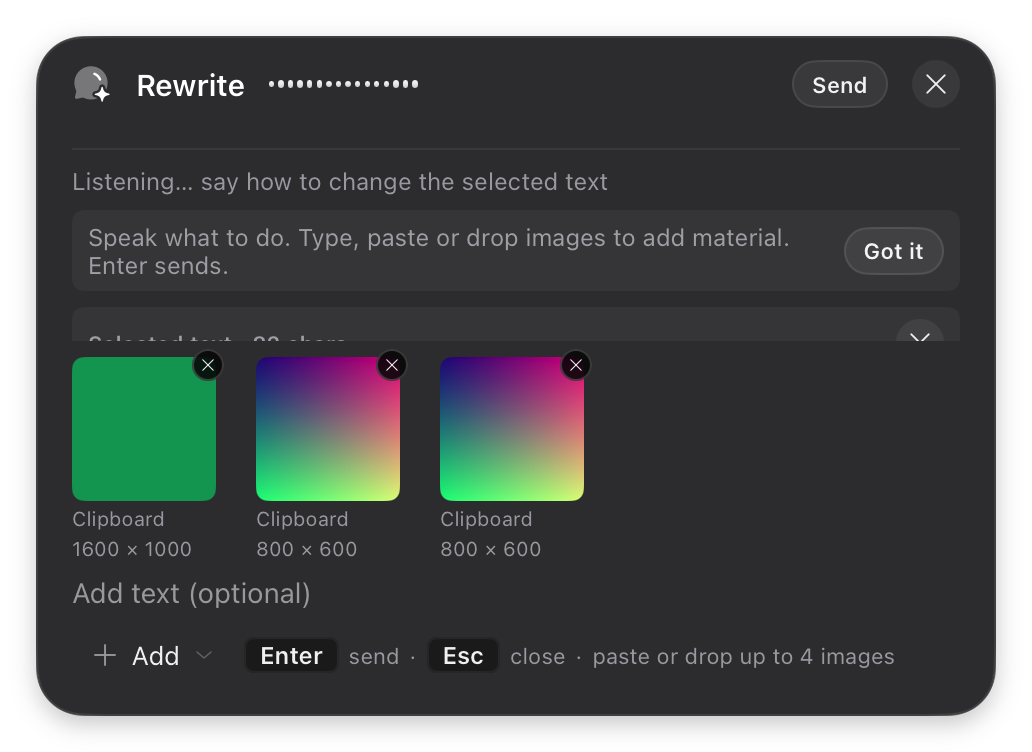 Rewrite
Send
Listening... say how to change the selected text
Speak what to do. Type, paste or drop images to add material.
Enter sends.
Got it
Clipboard
1600 × 1000
Clipboard
800 × 600
Clipboard
800 × 600
Add text (optional)
Add
Enter send · Esc close · paste or drop up to 4 images